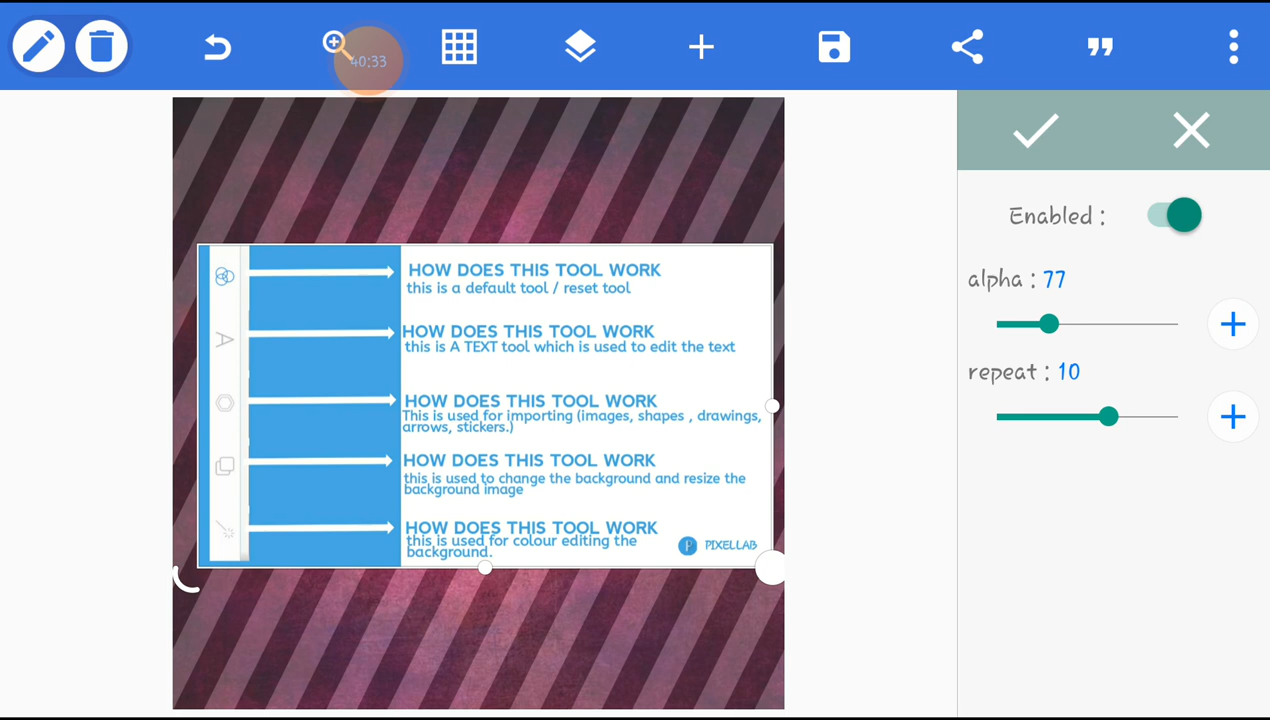 40:33
Enabled :
alpha : 77
repeat : 10
HOW DOES THIS TOOL WORK
this is a default tool / reset tool
HOW DOES THIS TOOL WORK
this is A TEXT tool which is used to edit the text
HOW DOES THIS TOOL WORK
This is used for importing (images, shapes , drawings,
arrows, stickers.)
HOW DOES THIS TOOL WORK
this is used to change the background and resize the
background image
HOW DOES THIS TOOL WORK
this is used for colour editing the
background.
P PIXELLAB